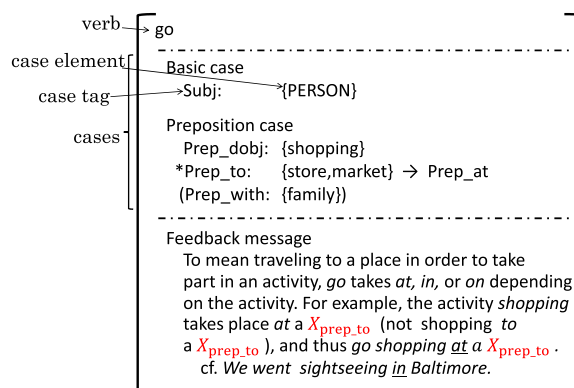 verb
go
case element
Basic case
case tag
Subj: {PERSON}
cases
Preposition case
Prep_dobj: {shopping}
*Prep_to: {store,market} → Prep_at
(Prep_with: {family})
Feedback message
To mean traveling to a place in order to take
part in an activity, go takes at, in, or on depending
on the activity. For example, the activity shopping
takes place at a X_prep_to (not shopping to
a X_prep_to ), and thus go shopping at a X_prep_to .
cf. We went sightseeing in Baltimore.